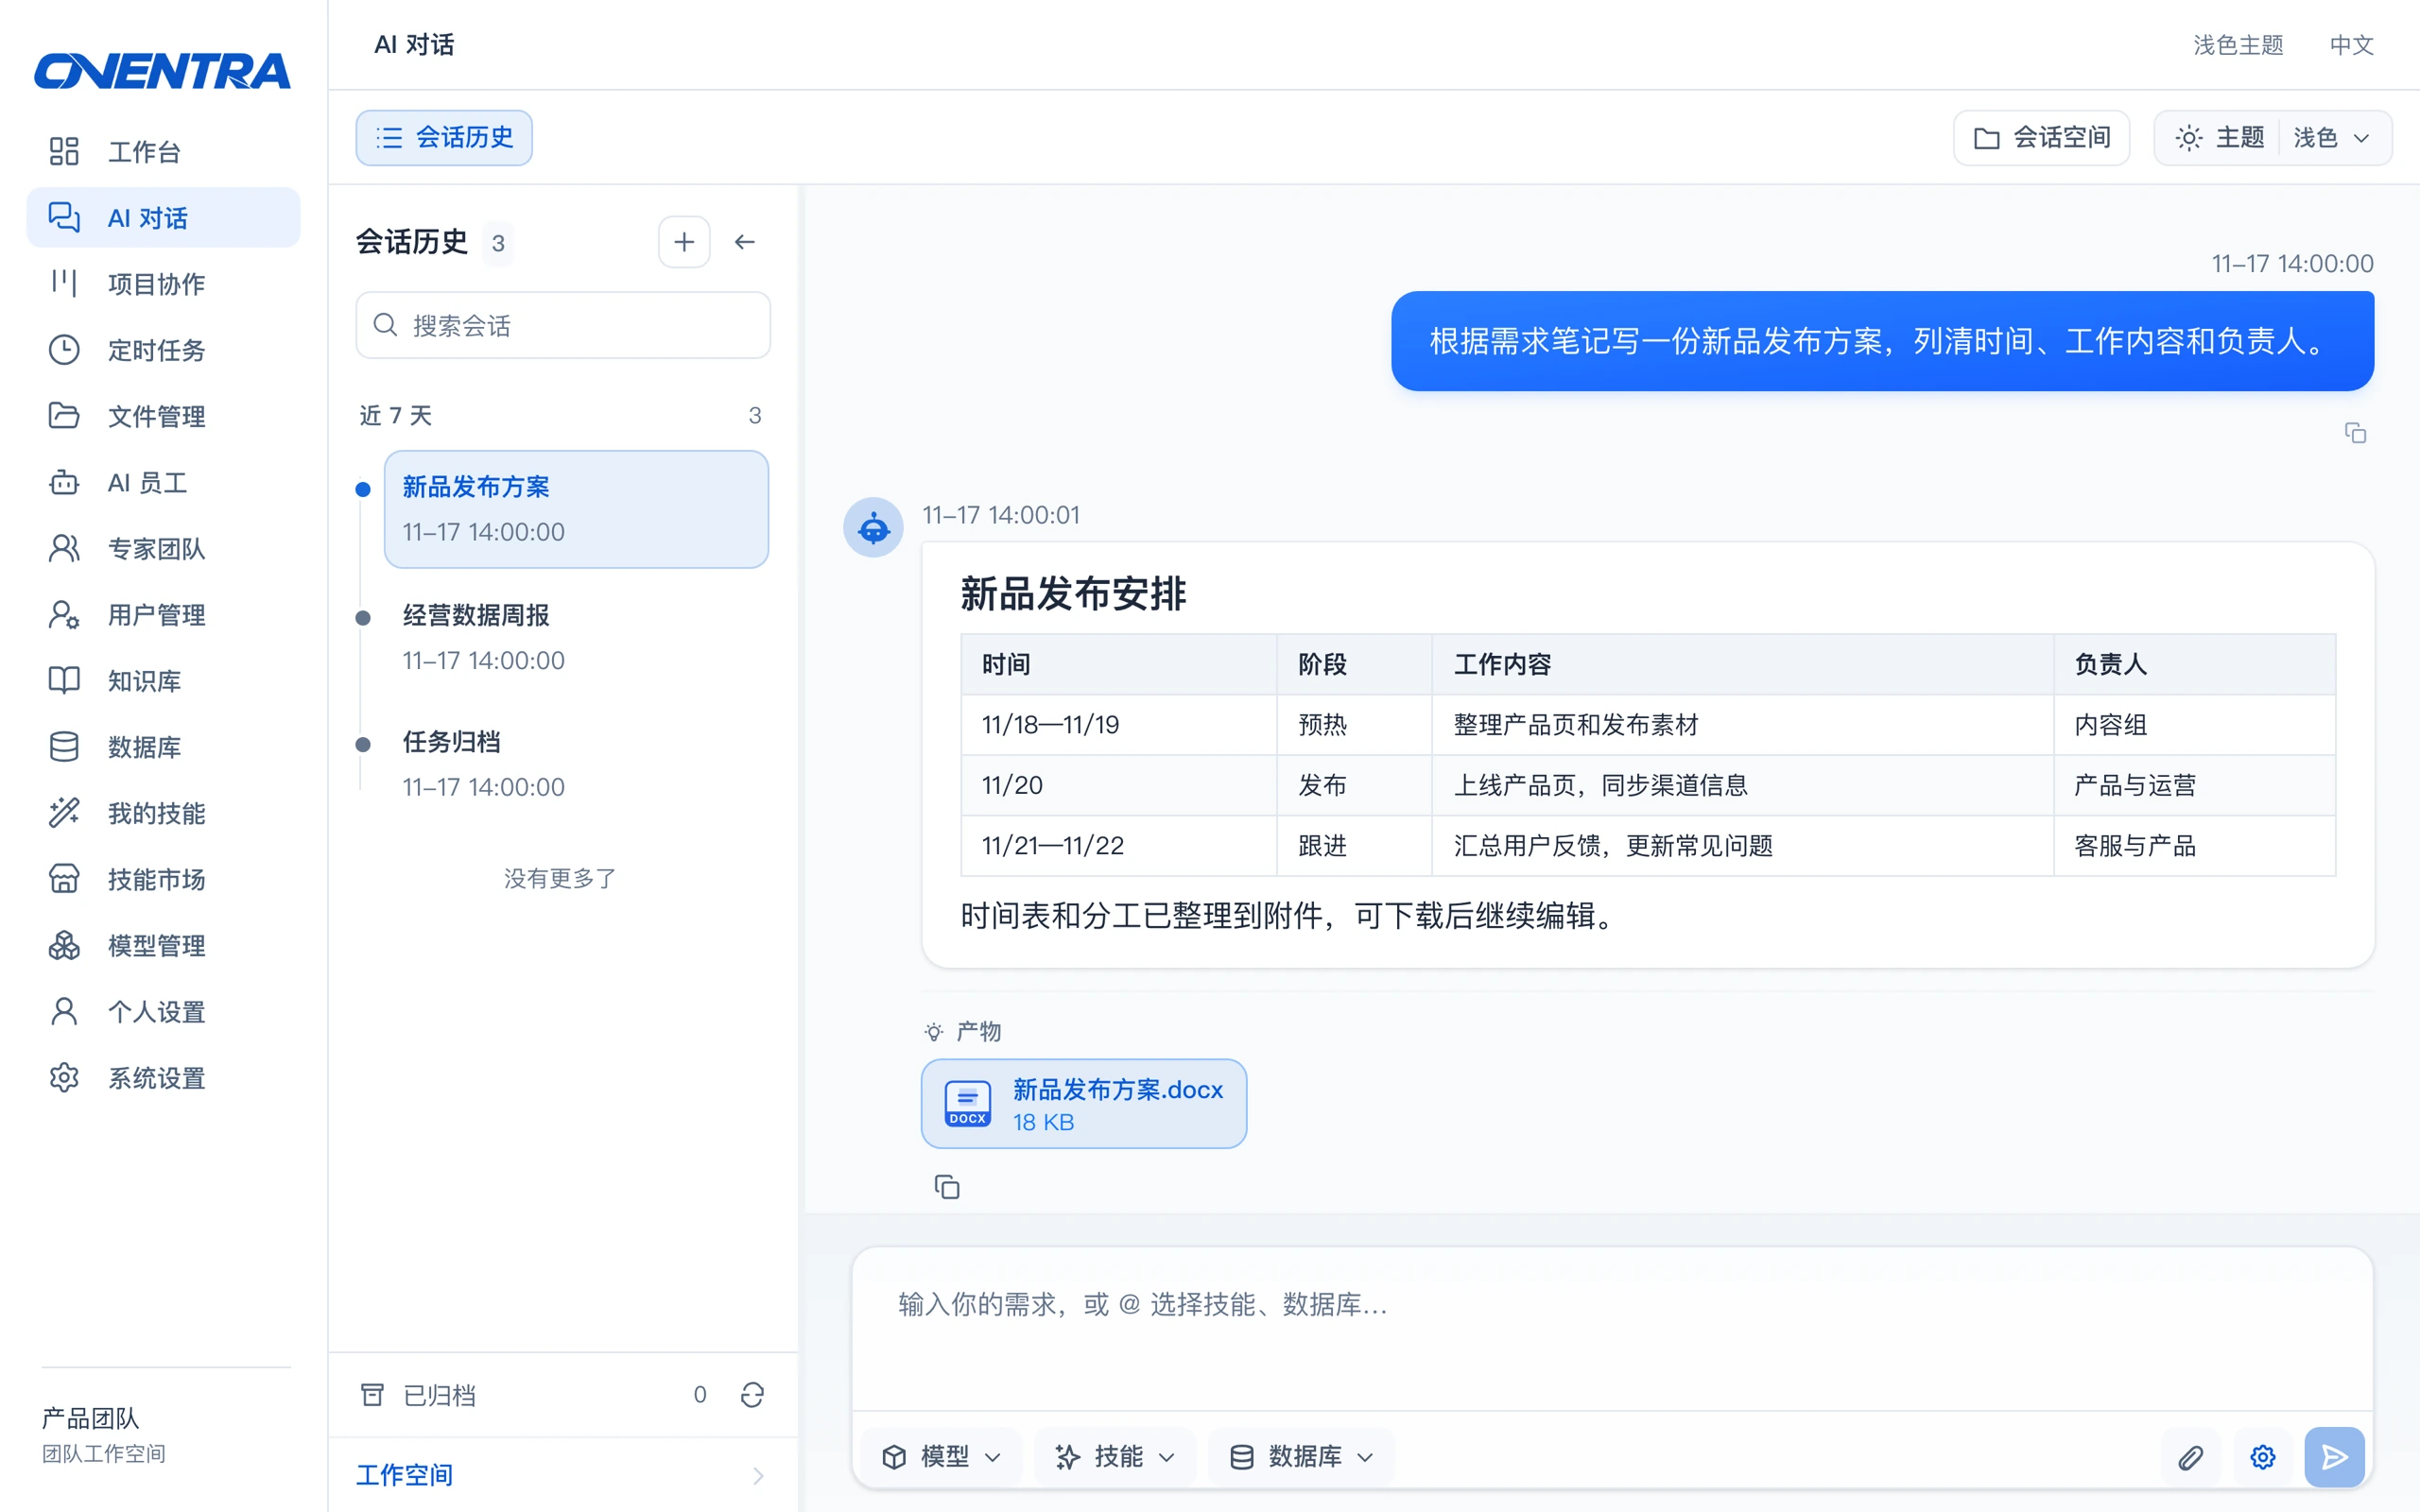 ONENTRA
工作台
AI 对话
项目协作
定时任务
文件管理
AI 员工
专家团队
用户管理
知识库
数据库
我的技能
技能市场
模型管理
个人设置
系统设置
产品团队
团队工作空间
AI 对话
浅色主题 中文
会话历史
会话空间
主题 浅色
会话历史 3
搜索会话
近 7 天 3
新品发布方案
11–17 14:00:00
经营数据周报
11–17 14:00:00
任务归档
11–17 14:00:00
没有更多了
已归档 0
工作空间
11–17 14:00:00
根据需求笔记写一份新品发布方案，列清时间、工作内容和负责人。
11–17 14:00:01
新品发布安排
时间 阶段 工作内容 负责人
11/18—11/19 预热 整理产品页和发布素材 内容组
11/20 发布 上线产品页，同步渠道信息 产品与运营
11/21—11/22 跟进 汇总用户反馈，更新常见问题 客服与产品
时间表和分工已整理到附件，可下载后继续编辑。
产物
DOCX
新品发布方案.docx
18 KB
输入你的需求，或 @ 选择技能、数据库...
模型 技能 数据库